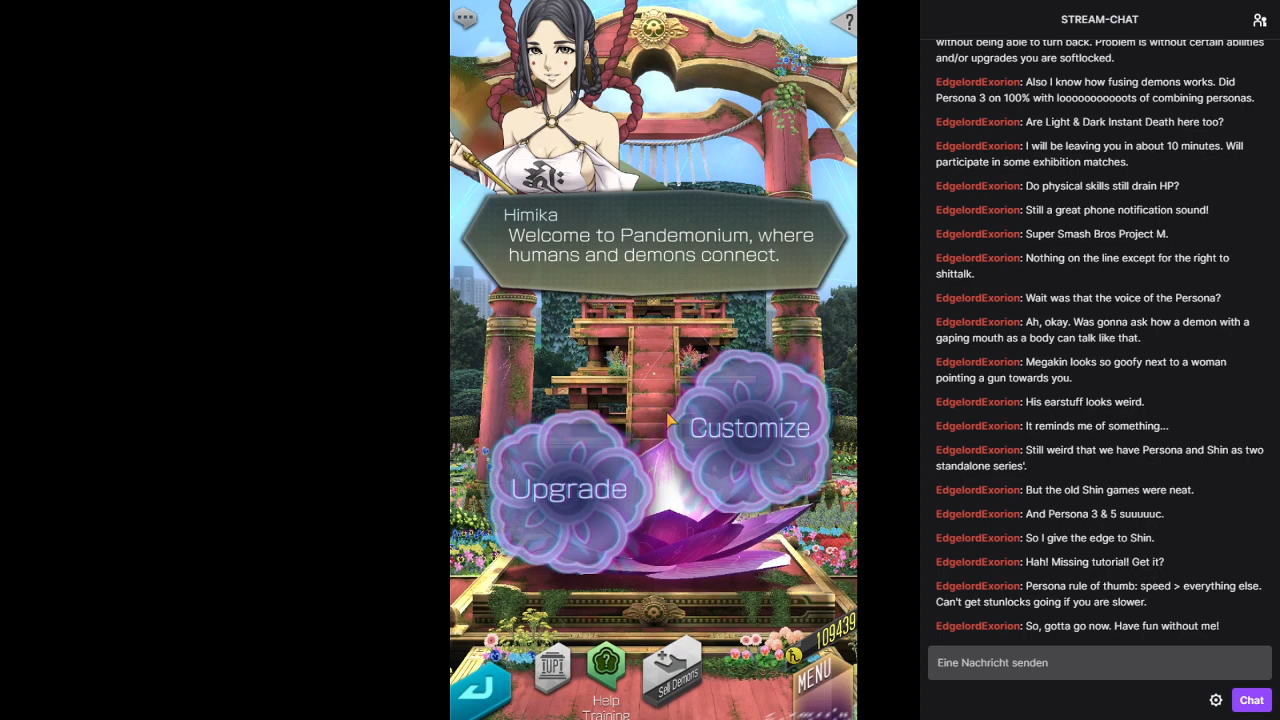 ?
Himika
Welcome to Pandemonium, where
humans and demons connect.
Customize
Upgrade
109439
UP!
Help
Training
Sell Demons
MENU
STREAM-CHAT
without being able to turn back. Problem is without certain abilities
and/or upgrades you are softlocked.
EdgelordExorion: Also I know how fusing demons works. Did
Persona 3 on 100% with looooooooooots of combining personas.
EdgelordExorion: Are Light & Dark Instant Death here too?
EdgelordExorion: I will be leaving you in about 10 minutes. Will
participate in some exhibition matches.
EdgelordExorion: Do physical skills still drain HP?
EdgelordExorion: Still a great phone notification sound!
EdgelordExorion: Super Smash Bros Project M.
EdgelordExorion: Nothing on the line except for the right to
shittalk.
EdgelordExorion: Wait was that the voice of the Persona?
EdgelordExorion: Ah, okay. Was gonna ask how a demon with a
gaping mouth as a body can talk like that.
EdgelordExorion: Megakin looks so goofy next to a woman
pointing a gun towards you.
EdgelordExorion: His earstuff looks weird.
EdgelordExorion: It reminds me of something...
EdgelordExorion: Still weird that we have Persona and Shin as two
standalone series'.
EdgelordExorion: But the old Shin games were neat.
EdgelordExorion: And Persona 3 & 5 suuuuuc.
EdgelordExorion: So I give the edge to Shin.
EdgelordExorion: Hah! Missing tutorial! Get it?
EdgelordExorion: Persona rule of thumb: speed > everything else.
Can't get stunlocks going if you are slower.
EdgelordExorion: So, gotta go now. Have fun without me!
Eine Nachricht senden
Chat